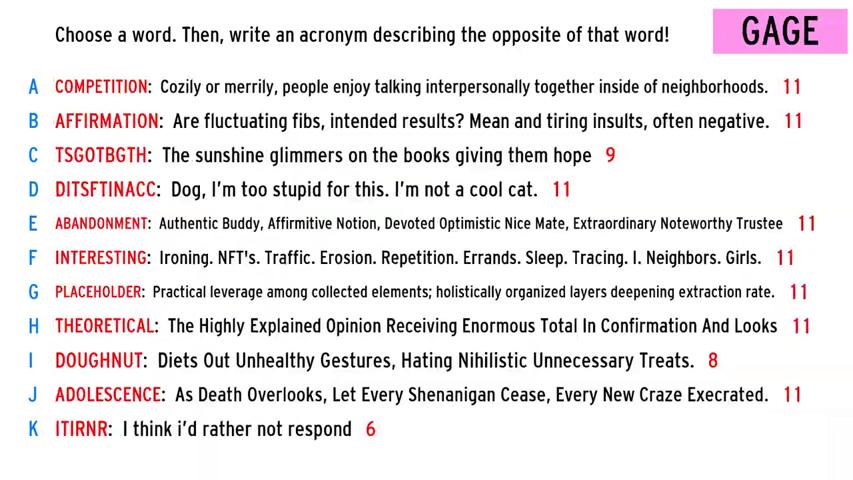 Choose a word. Then, write an acronym describing the opposite of that word!
GAGE
A COMPETITION: Cozily or merrily, people enjoy talking interpersonally together inside of neighborhoods. 11
B AFFIRMATION: Are fluctuating fibs, intended results? Mean and tiring insults, often negative. 11
C TSGOTBGTH: The sunshine glimmers on the books giving them hope 9
D DITSFTINACC: Dog, I'm too stupid for this. I'm not a cool cat. 11
E ABANDONMENT: Authentic Buddy, Affirmitive Notion, Devoted Optimistic Nice Mate, Extraordinary Noteworthy Trustee 11
F INTERESTING: Ironing. NFT's. Traffic. Erosion. Repetition. Errands. Sleep. Tracing. I. Neighbors. Girls. 11
G PLACEHOLDER: Practical leverage among collected elements; holistically organized layers deepening extraction rate. 11
H THEORETICAL: The Highly Explained Opinion Receiving Enormous Total In Confirmation And Looks 11
I DOUGHNUT: Diets Out Unhealthy Gestures, Hating Nihilistic Unnecessary Treats. 8
J ADOLESCENCE: As Death Overlooks, Let Every Shenanigan Cease, Every New Craze Execrated. 11
K ITIRNR: I think i'd rather not respond 6